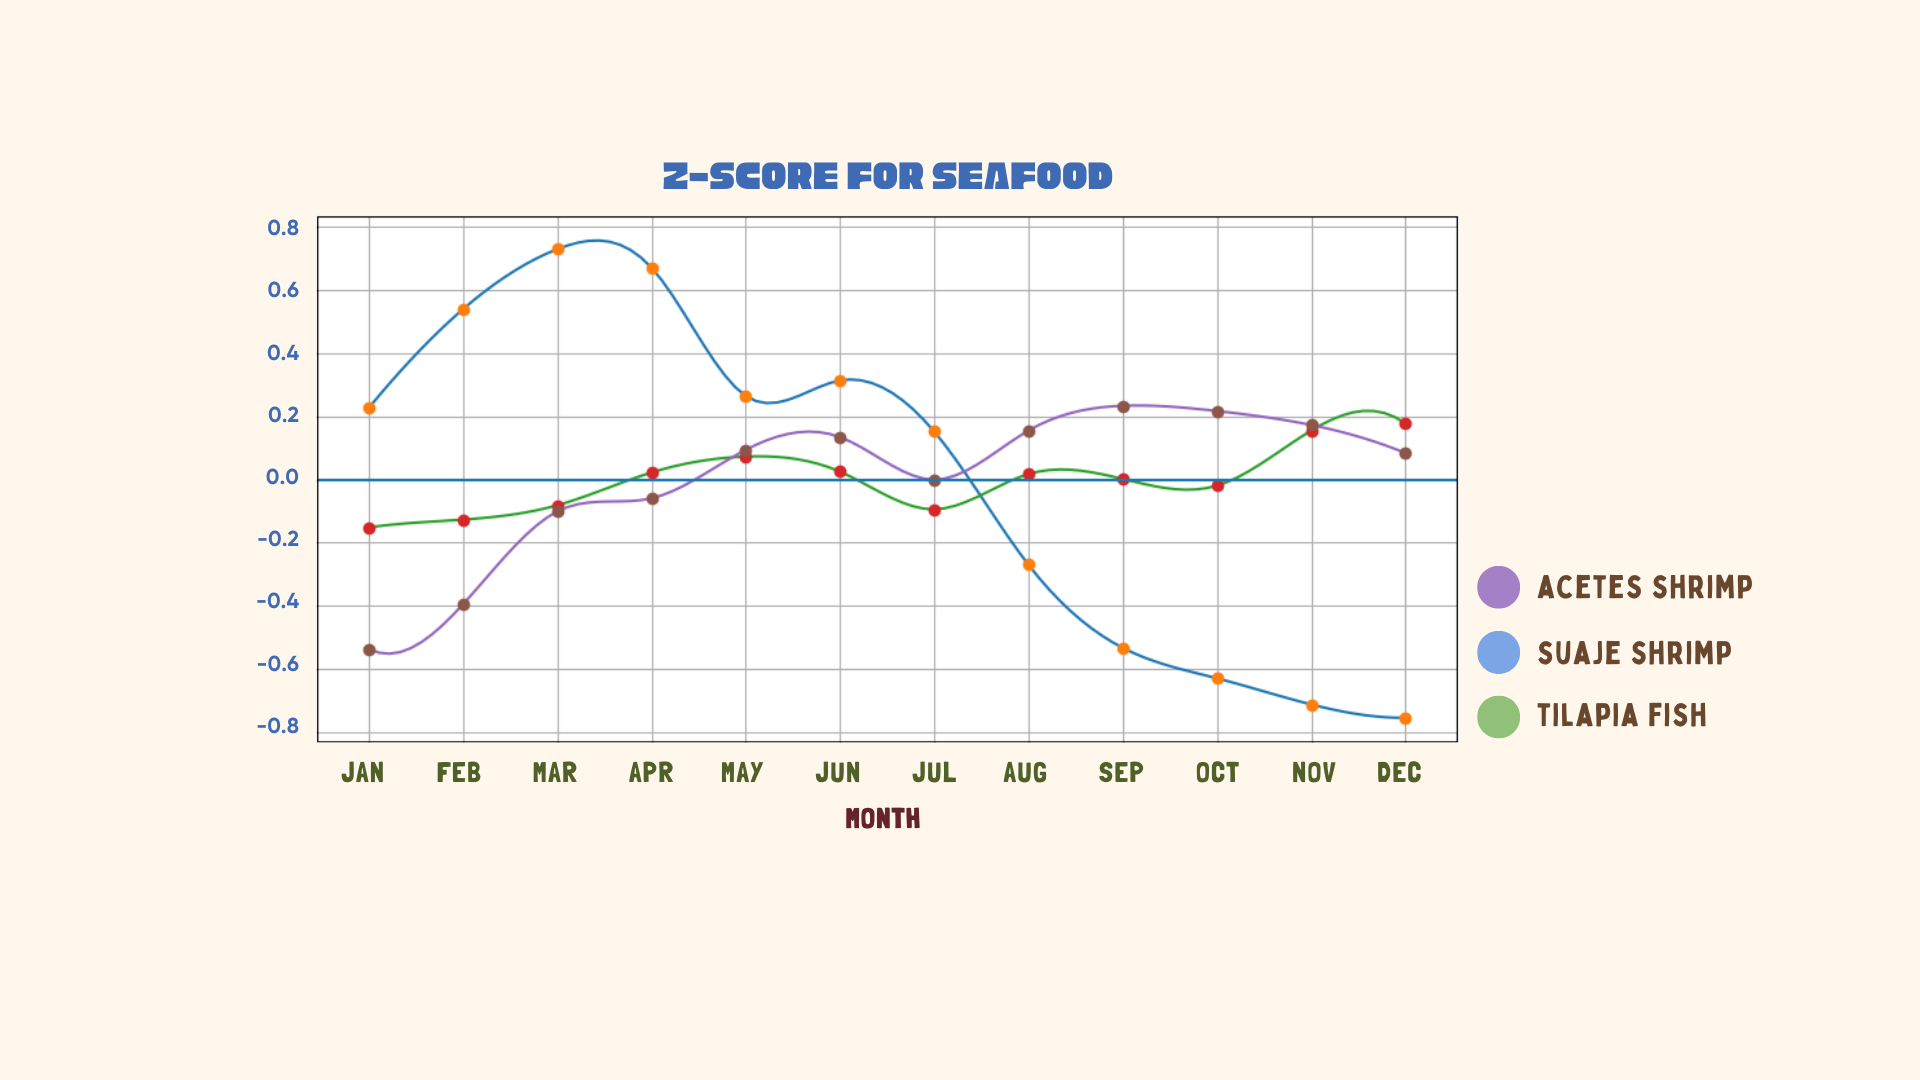 Z-SCORE FOR SEAFOOD
0.8
0.6
0.4
0.2
0.0
-0.2
-0.4
-0.6
-0.8
JAN FEB MAR APR MAY JUN JUL AUG SEP OCT NOV DEC
MONTH
ACETES SHRIMP
SUAJE SHRIMP
TILAPIA FISH